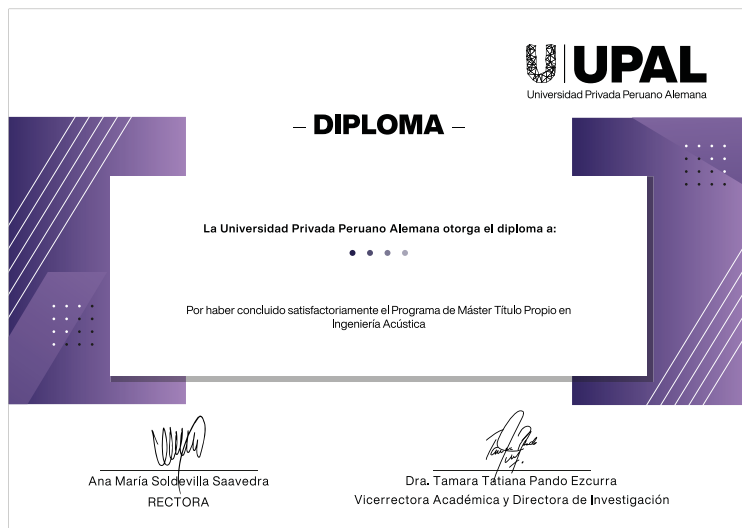 UPAL
Universidad Privada Peruano Alemana
– DIPLOMA –
La Universidad Privada Peruano Alemana otorga el diploma a:
Por haber concluido satisfactoriamente el Programa de Máster Título Propio en
Ingeniería Acústica
Ana María Soldevilla Saavedra
RECTORA
Dra. Tamara Tatiana Pando Ezcurra
Vicerrectora Académica y Directora de Investigación